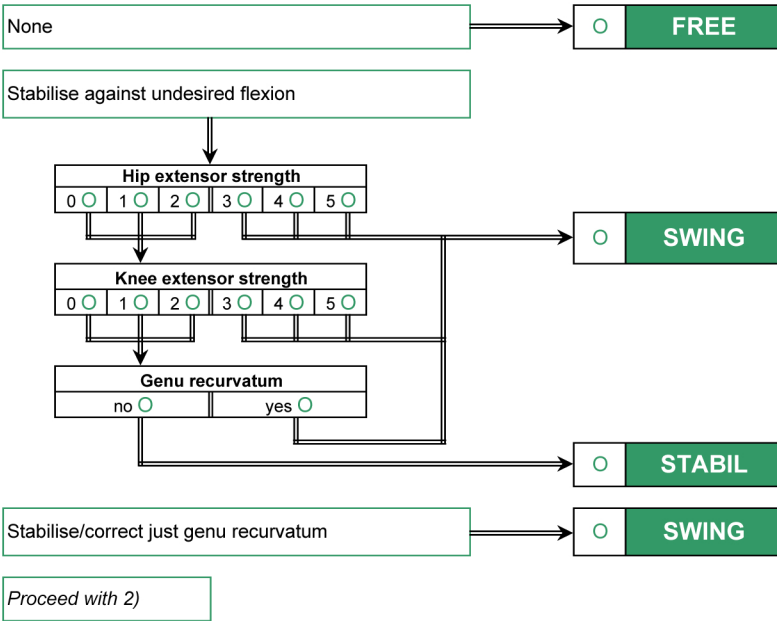 None
O FREE
Stabilise against undesired flexion
Hip extensor strength
0 O 1 O 2 O 3 O 4 O 5 O
O SWING
Knee extensor strength
0 O 1 O 2 O 3 O 4 O 5 O
Genu recurvatum
no O yes O
O STABIL
Stabilise/correct just genu recurvatum
O SWING
Proceed with 2)